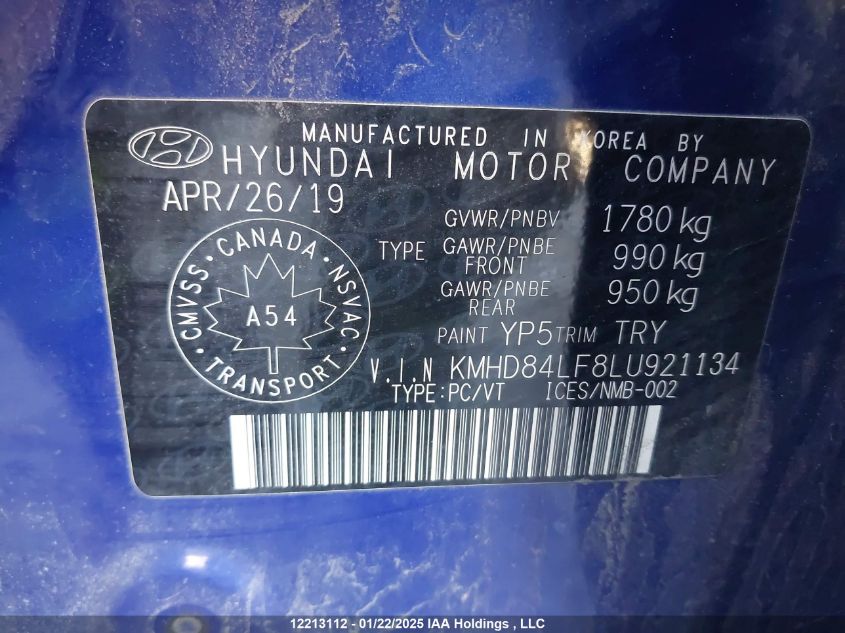 MANUFACTURED IN KOREA BY
HYUNDAI MOTOR COMPANY
APR/26/19
GVWR/PNBV 1780 kg
TYPE GAWR/PNBE FRONT 990 kg
GAWR/PNBE REAR 950 kg
CMVSS · CANADA · NSVAC · TRANSPORT ·
A54
PAINT YP5 TRIM TRY
V.I.N KMHD84LF8LU921134
TYPE:PC/VT ICES/NMB-002
12213112 - 01/22/2025 IAA Holdings , LLC